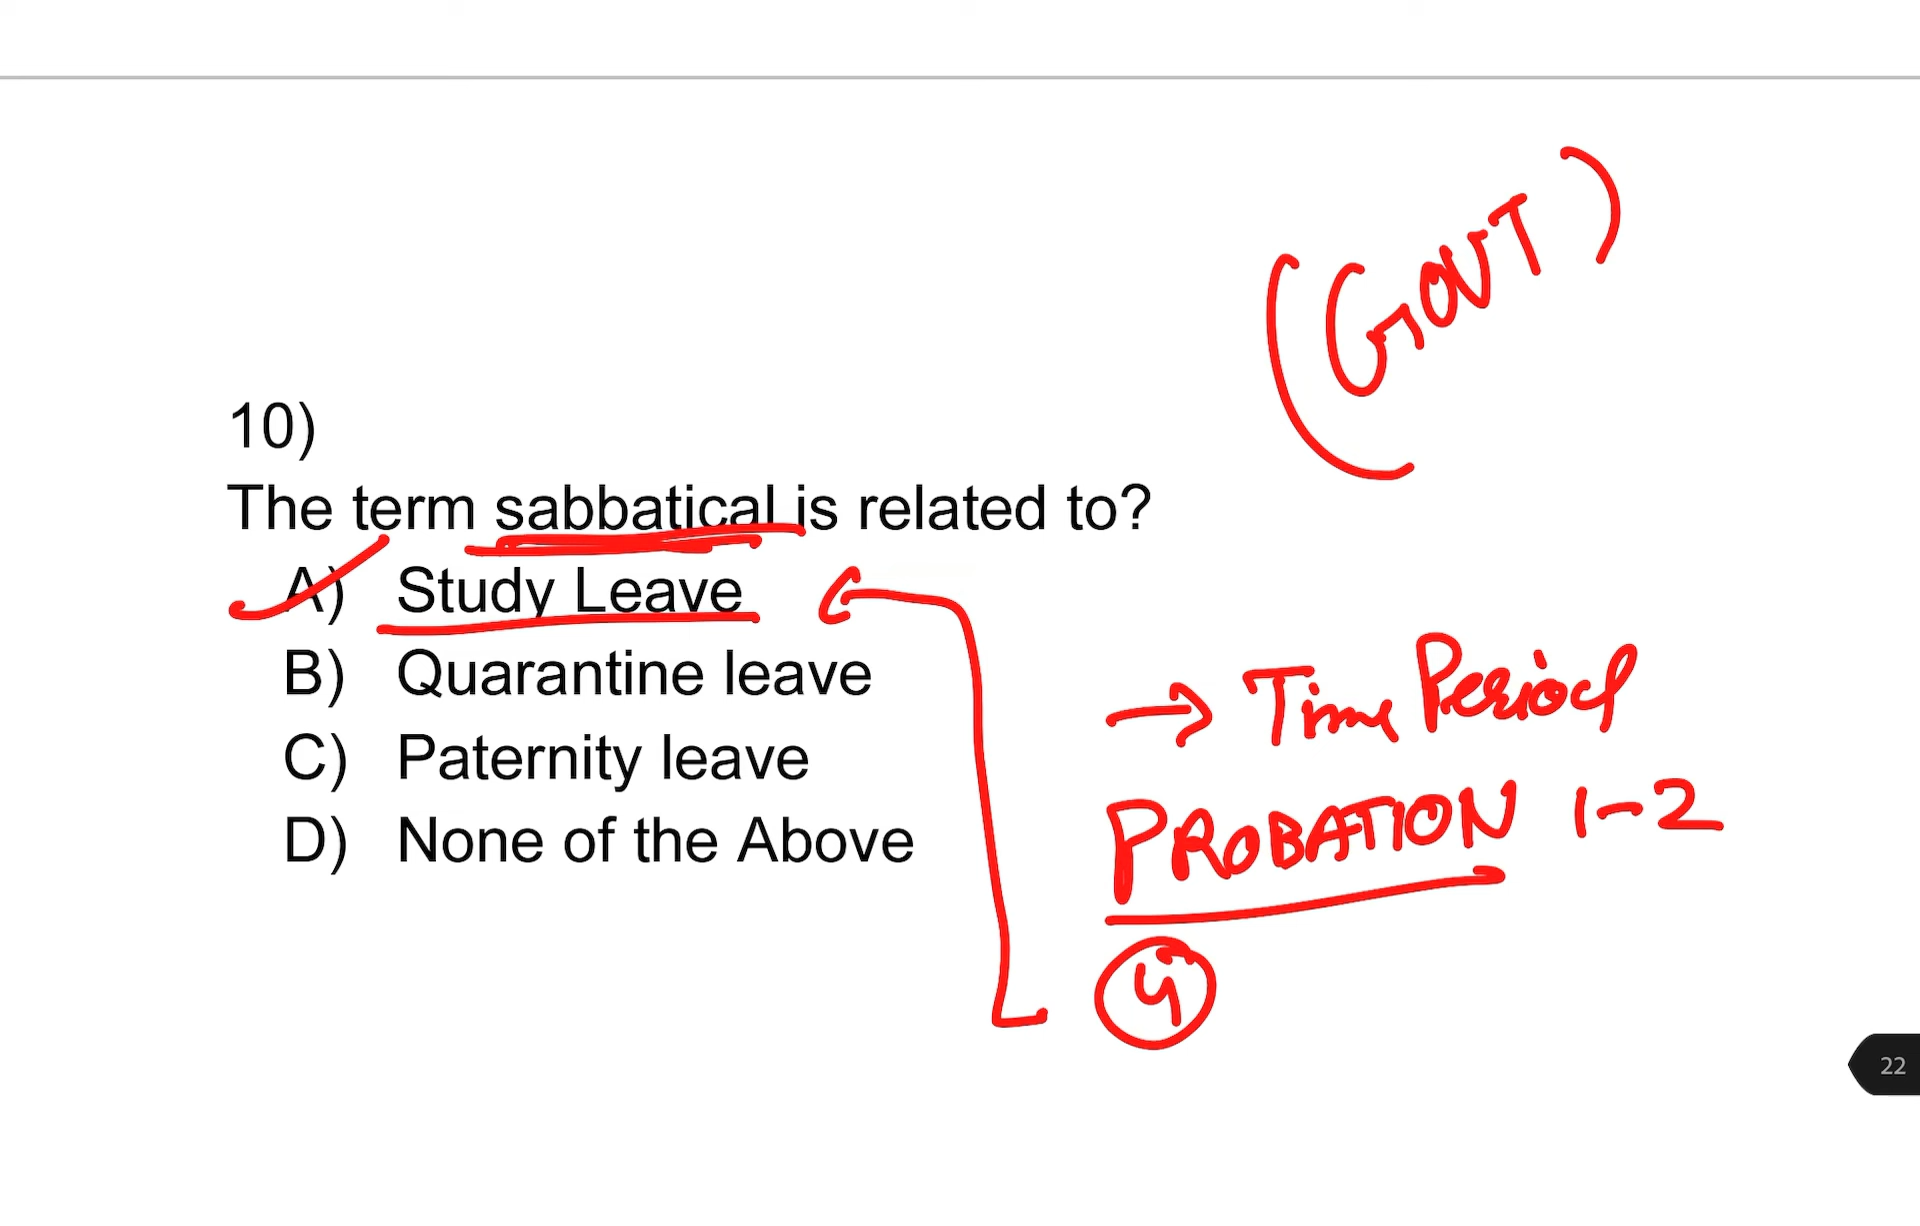 (GOVT)
10)
The term sabbatical is related to?
A) Study Leave
B) Quarantine leave
C) Paternity leave
D) None of the Above
→ Time Period
PROBATION 1-2
22